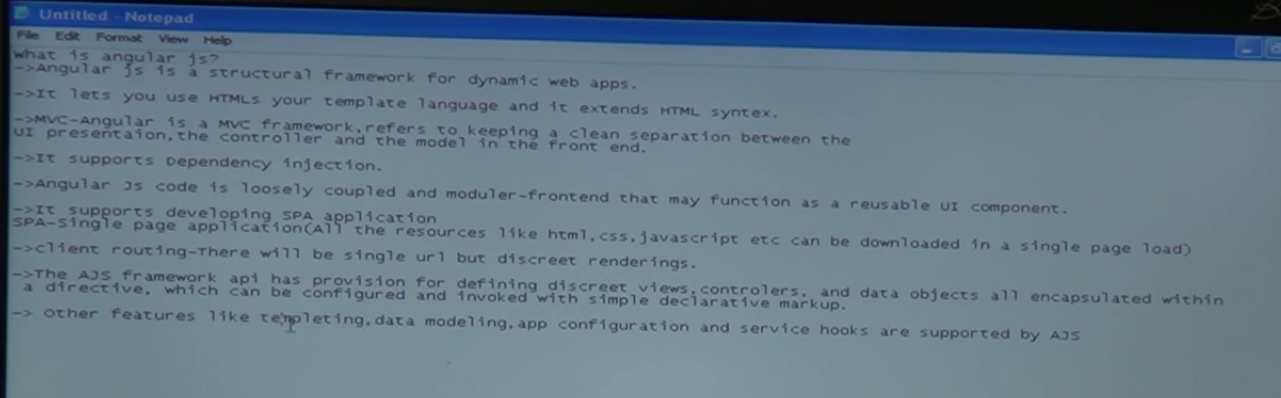 Untitled - Notepad
File Edit Format View Help
what is angular js?
->Angular js is a structural framework for dynamic web apps.
->It lets you use HTMLs your template language and it extends HTML syntex.
->MVC-Angular is a MVC framework,refers to keeping a clean separation between the
UI presentaion,the controller and the model in the front end.
->It supports Dependency injection.
->Angular Js code is loosely coupled and moduler-frontend that may function as a reusable UI component.
->It supports developing SPA application
SPA-Single page application(All the resources like html,css,javascript etc can be downloaded in a single page load)
->client routing-There will be single url but discreet renderings.
->The AJS framework api has provision for defining discreet views,controlers, and data objects all encapsulated within
a directive, which can be configured and invoked with simple declarative markup.
-> Other features like templeting,data modeling,app configuration and service hooks are supported by AJS